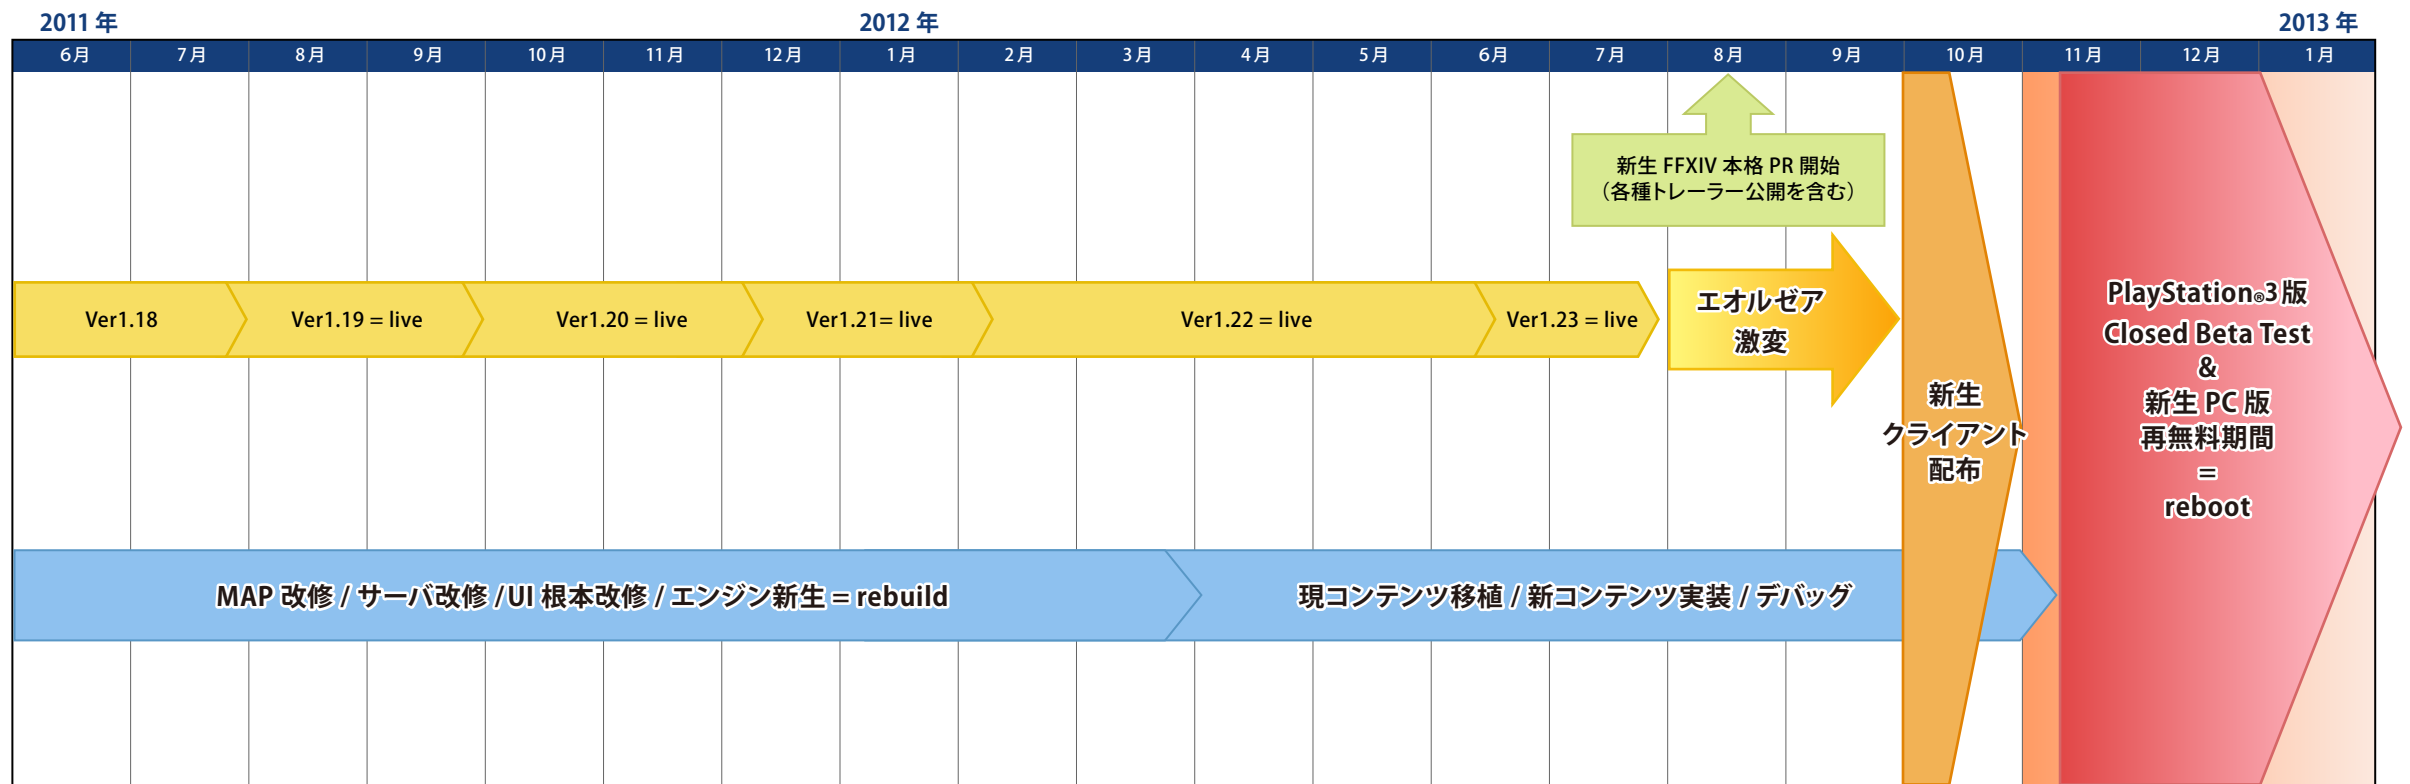 2011 年 2012 年 2013 年
6月 7月 8月 9月 10月 11月 12月 1月 2月 3月 4月 5月 6月 7月 8月 9月 10月 11月 12月 1月
新生 FFXIV 本格 PR 開始
（各種トレーラー公開を含む）
Ver1.18
Ver1.19 = live
Ver1.20 = live
Ver1.21= live
Ver1.22 = live
Ver1.23 = live
エオルゼア
激変
新生
クライアント
配布
PlayStation®3版
Closed Beta Test
&
新生 PC 版
再無料期間
=
reboot
MAP 改修 / サーバ改修 /UI 根本改修 / エンジン新生 = rebuild
現コンテンツ移植 / 新コンテンツ実装 / デバッグ